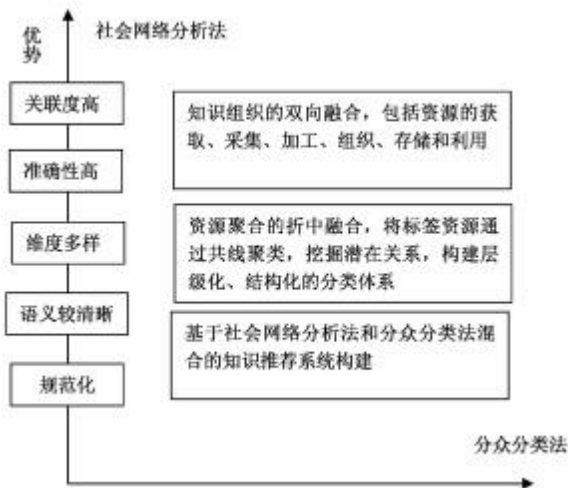 优势
社会网络分析法
关联度高
准确性高
维度多样
语义较清晰
规范化
知识组织的双向融合，包括资源的获
取、采集、加工、组织、存储和利用
资源聚合的折中融合，将标签资源通
过共线聚类，挖掘潜在关系，构建层
级化、结构化的分类体系
基于社会网络分析法和分众分类法混
合的知识推荐系统构建
分众分类法